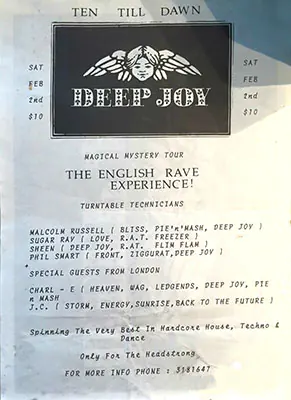 TEN TILL DAWN
SAT
FEB
2nd
$10
DEEP JOY
SAT
FEB
2nd
$10
MAGICAL MYSTERY TOUR
THE ENGLISH RAVE
EXPERIENCE!
TURNTABLE TECHNICIANS
MALCOLM RUSSELL ( BLISS, PIE'n'MASH, DEEP JOY )
SUGAR RAY ( LOVE, R.A.T. FREEZER )
SHEEN ( DEEP JOY, R.AT. FLIM FLAM )
PHIL SMART ( FRONT, ZIGGURAT,DEEP JOY )
SPECIAL GUESTS FROM LONDON
CHARL - E ( HEAVEN, WAG, LEDGENDS, DEEP JOY, PIE
n MASH
J.C. ( STORM, ENERGY,SUNRISE,BACK TO THE FUTURE )
Spinning The Very Best In Hardcore House, Techno &
Dance
Only For The Headstrong
FOR MORE INFO PHONE : 3181647